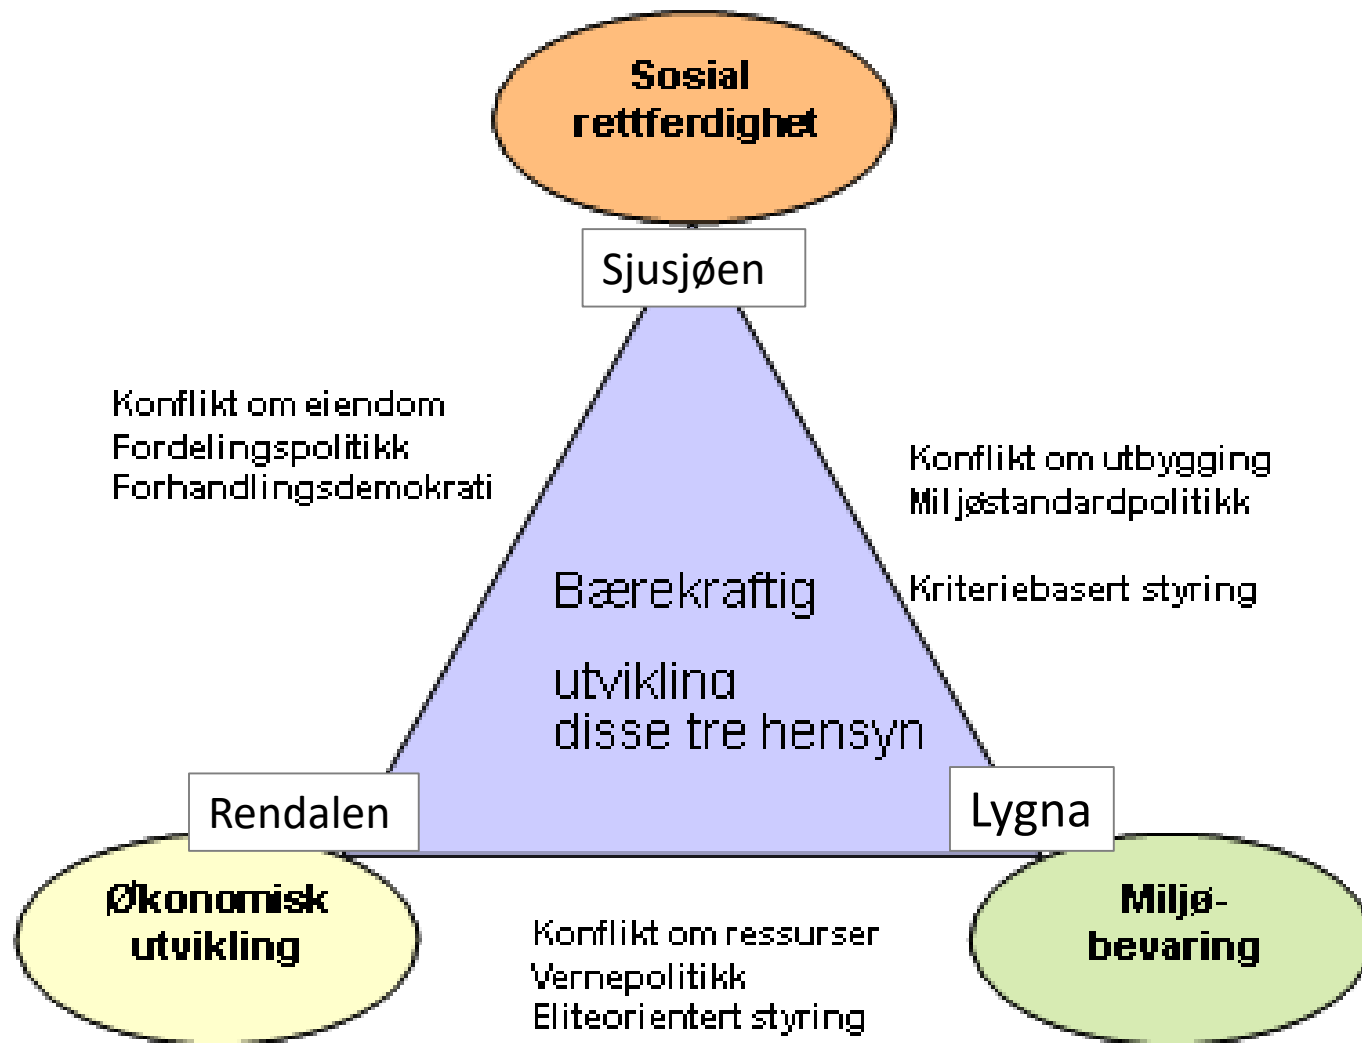 Sosial
rettferdighet
Sjusjøen
Konflikt om eiendom
Fordelingspolitikk
Forhandlingsdemokrati
Konflikt om utbygging
Miljøstandardpolitikk
Kriteriebasert styring
Bærekraftig
utvikling
disse tre hensyn
Rendalen
Lygna
Økonomisk
utvikling
Miljø-
bevaring
Konflikt om ressurser
Vernepolitikk
Eliteorientert styring